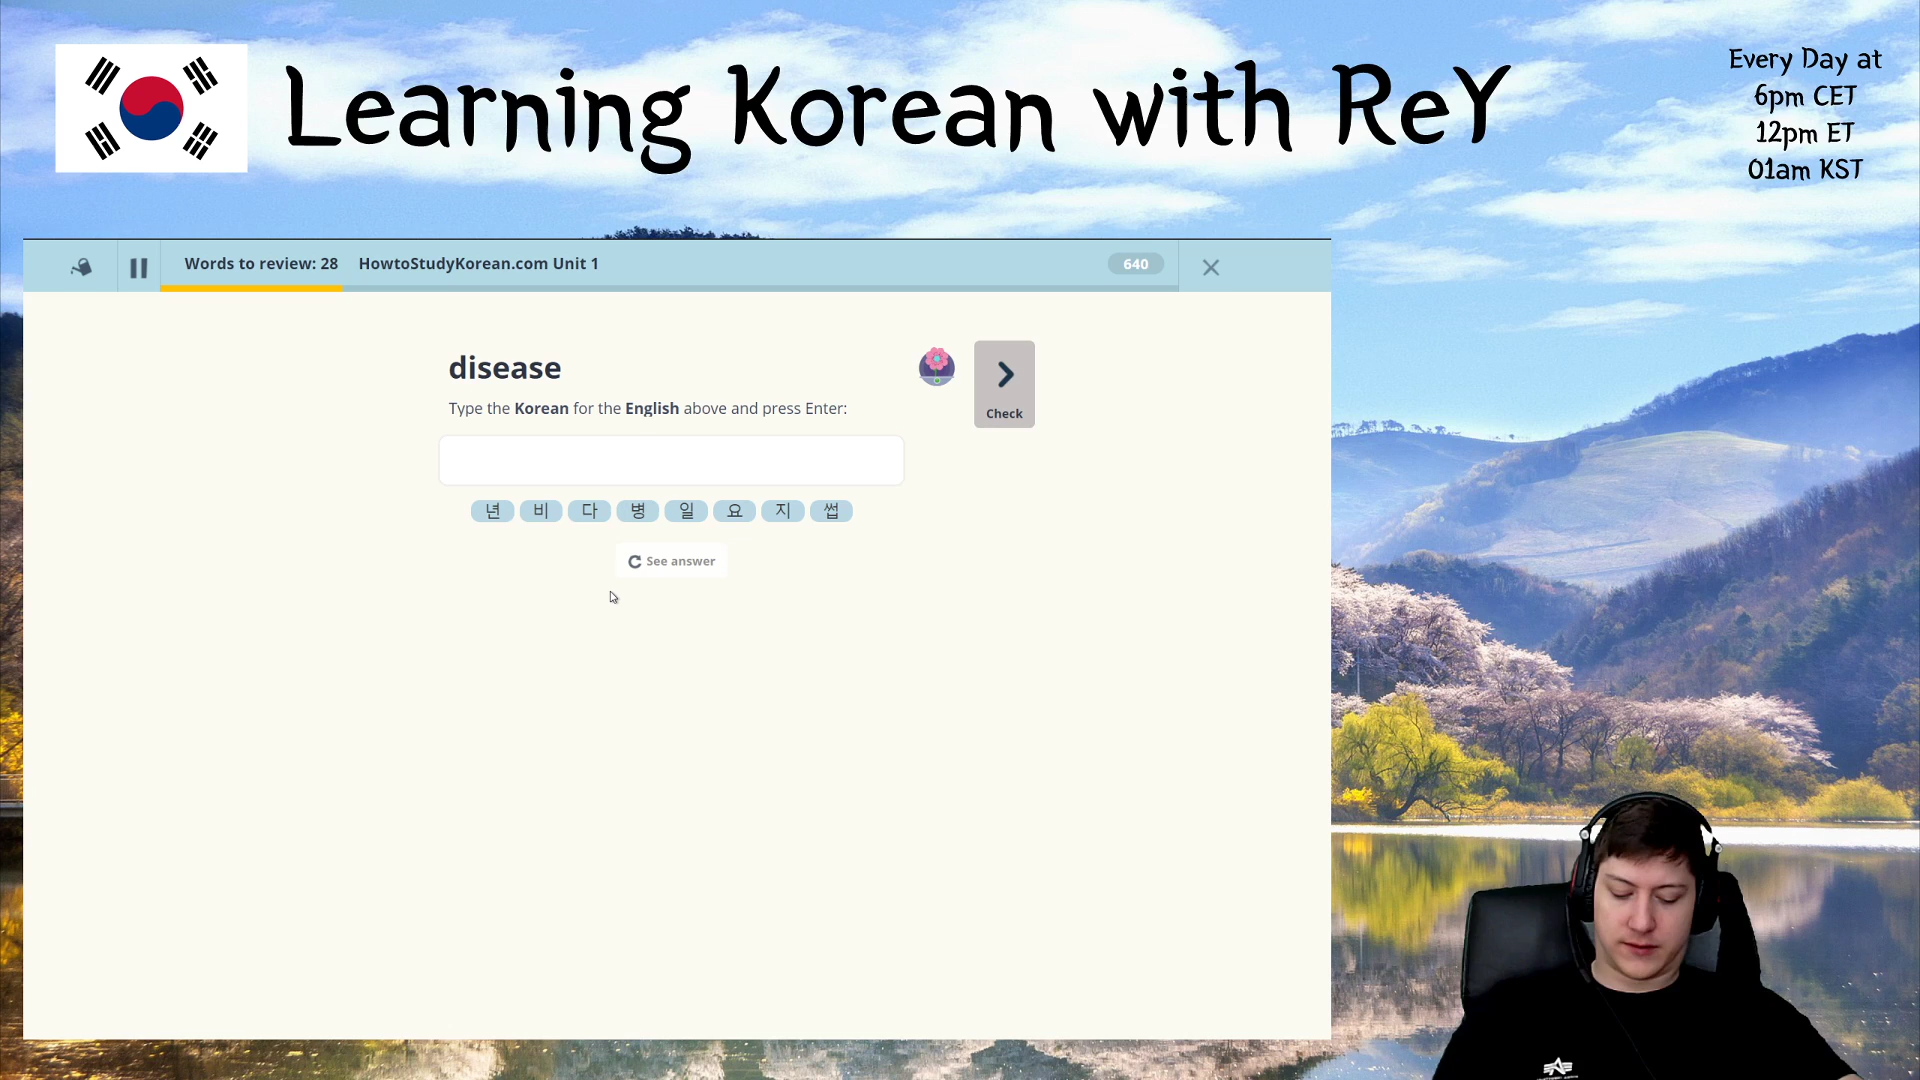 Learning Korean with ReY
Every Day at
6pm CET
12pm ET
01am KST
Words to review: 28
HowtoStudyKorean.com Unit 1
640
disease
Type the Korean for the English above and press Enter:
Check
년 비 다 병 일 요 지 썹
See answer